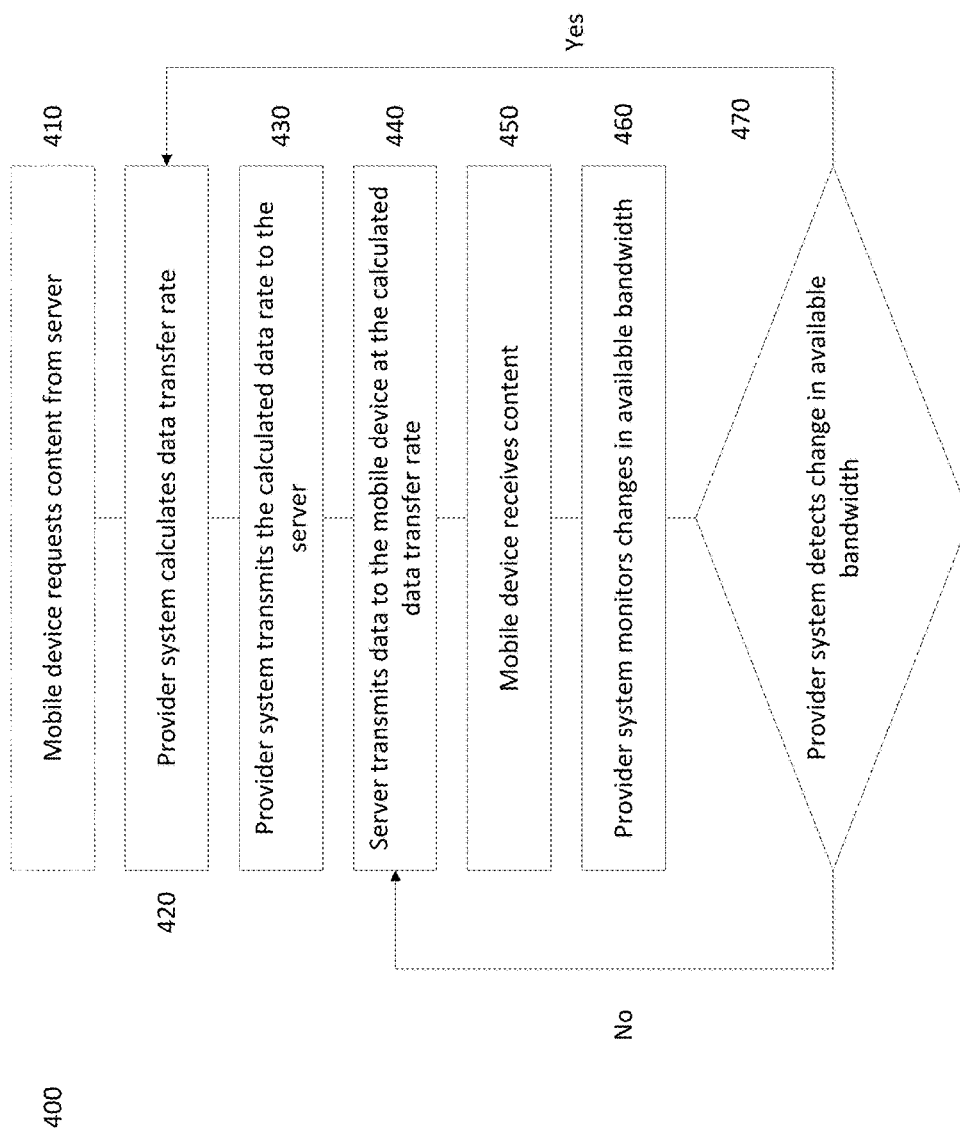 400
Mobile device requests content from server
410
420
Provider system calculates data transfer rate
Provider system transmits the calculated data rate to the
server
430
Server transmits data to the mobile device at the calculated
data transfer rate
440
Mobile device receives content
450
Provider system monitors changes in available bandwidth
460
Provider system detects change in available
bandwidth
470
No
Yes